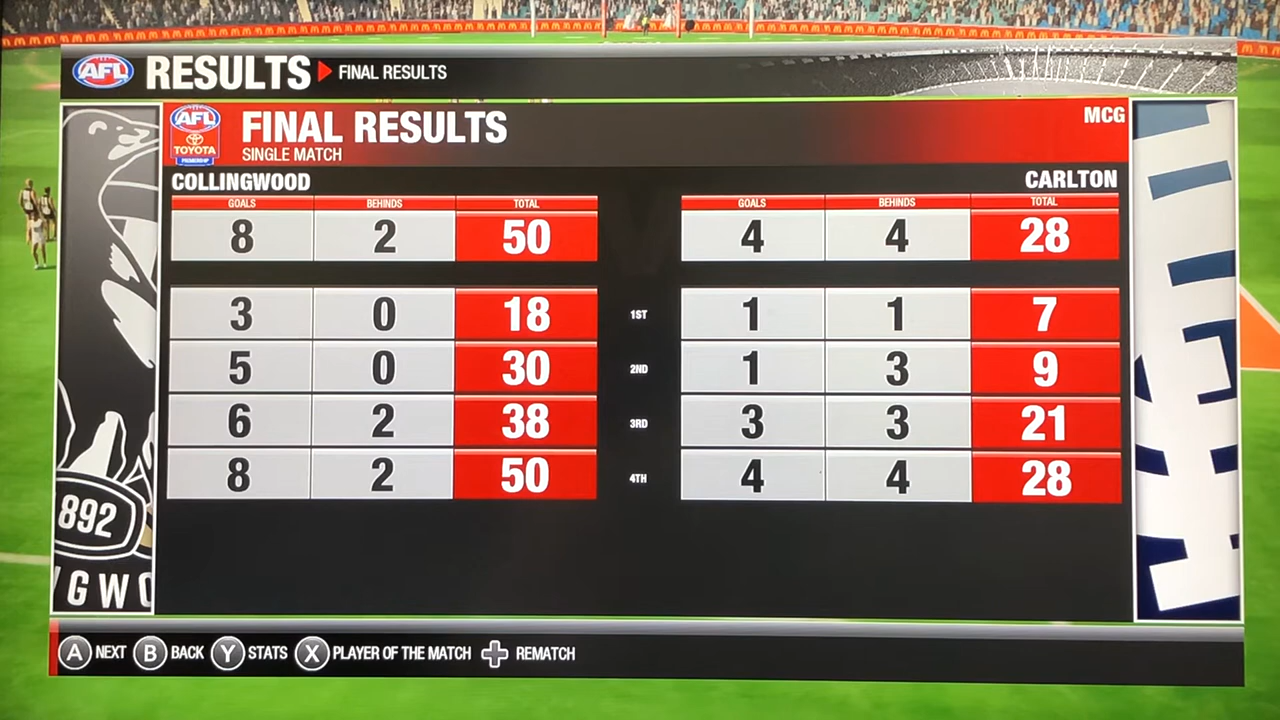 AFL RESULTS FINAL RESULTS
AFL TOYOTA PREMIERSHIP FINAL RESULTS MCG
SINGLE MATCH
COLLINGWOOD CARLTON
GOALS BEHINDS TOTAL GOALS BEHINDS TOTAL
8 2 50 4 4 28
3 0 18 1ST 1 1 7
5 0 30 2ND 1 3 9
6 2 38 3RD 3 3 21
8 2 50 4TH 4 4 28
892
GWO
A NEXT B BACK Y STATS X PLAYER OF THE MATCH REMATCH